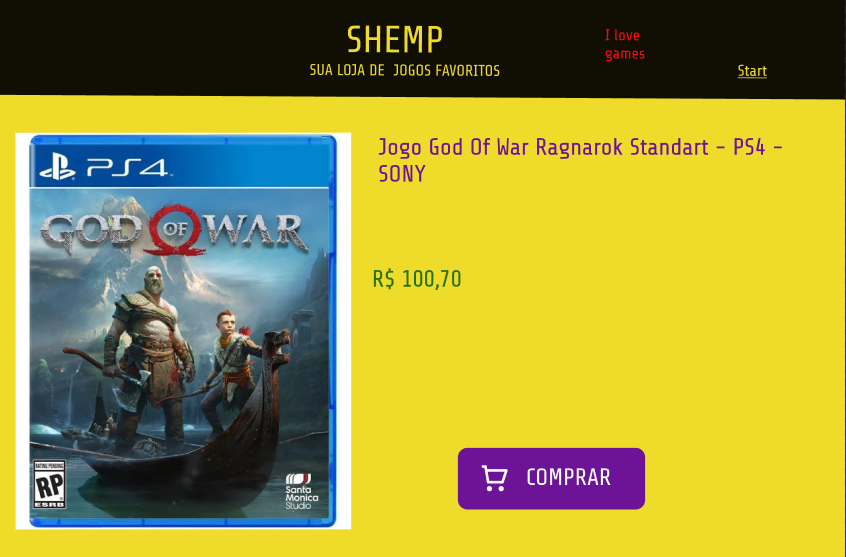 SHEMP
SUA LOJA DE JOGOS FAVORITOS
I love
games
Start
PS4
GOD OF WAR
RATING PENDING
RP
ESRB
Santa
Monica
Studio
Jogo God Of War Ragnarok Standart - PS4 -
SONY
R$ 100,70
COMPRAR